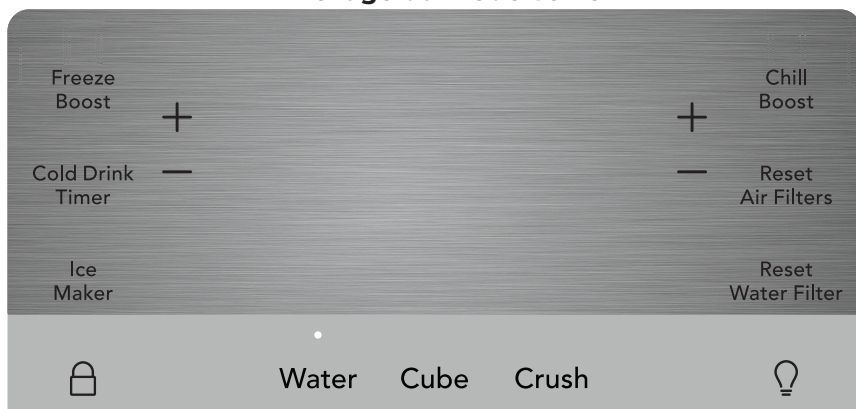 Freeze
Boost
+
+
Chill
Boost
Cold Drink
Timer
−
−
Reset
Air Filters
Ice
Maker
Reset
Water Filter
Water Cube Crush